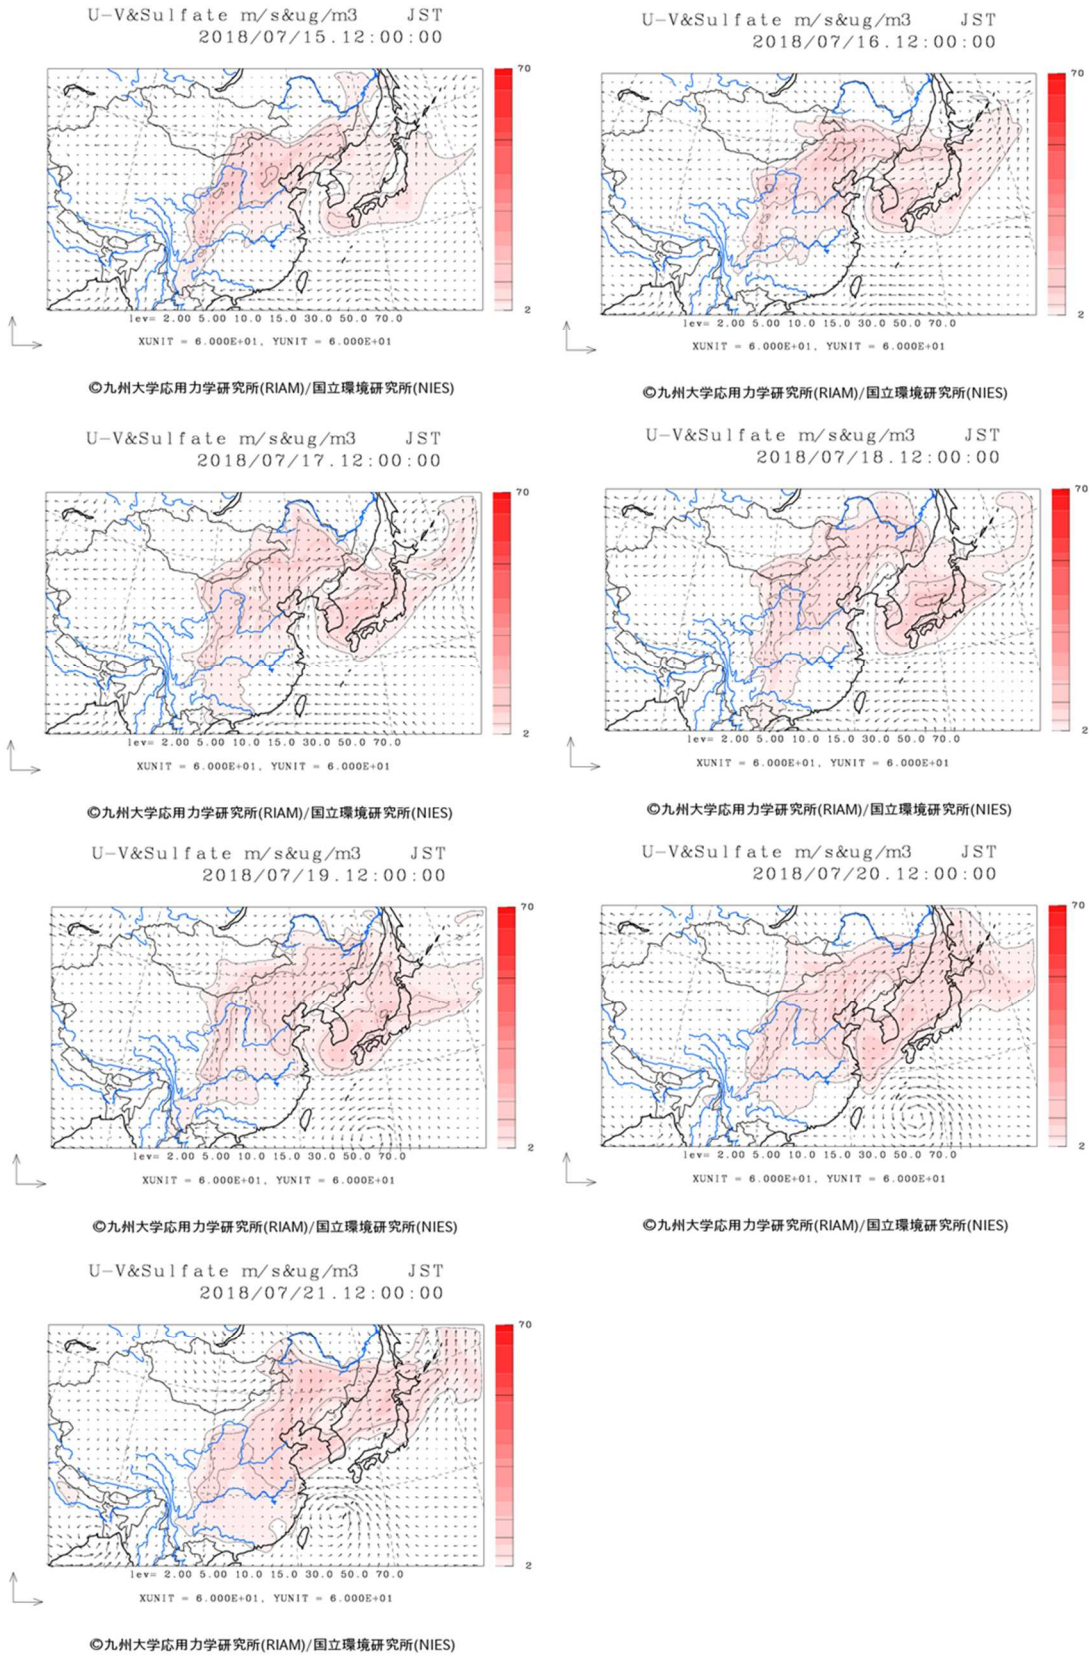 U-V&Sulfate m/s&ug/m3 JST
2018/07/15.12:00:00
70
2
lev= 2.00 5.00 10.0 15.0 30.0 50.0 70.0
XUNIT = 6.000E+01, YUNIT = 6.000E+01
©九州大学応用力学研究所(RIAM)/国立環境研究所(NIES)
U-V&Sulfate m/s&ug/m3 JST
2018/07/16.12:00:00
70
2
lev= 2.00 5.00 10.0 15.0 30.0 50.0 70.0
XUNIT = 6.000E+01, YUNIT = 6.000E+01
©九州大学応用力学研究所(RIAM)/国立環境研究所(NIES)
U-V&Sulfate m/s&ug/m3 JST
2018/07/17.12:00:00
70
2
lev= 2.00 5.00 10.0 15.0 30.0 50.0 70.0
XUNIT = 6.000E+01, YUNIT = 6.000E+01
©九州大学応用力学研究所(RIAM)/国立環境研究所(NIES)
U-V&Sulfate m/s&ug/m3 JST
2018/07/18.12:00:00
70
2
lev= 2.00 5.00 10.0 15.0 30.0 50.0 70.0
XUNIT = 6.000E+01, YUNIT = 6.000E+01
©九州大学応用力学研究所(RIAM)/国立環境研究所(NIES)
U-V&Sulfate m/s&ug/m3 JST
2018/07/19.12:00:00
70
2
lev= 2.00 5.00 10.0 15.0 30.0 50.0 70.0
XUNIT = 6.000E+01, YUNIT = 6.000E+01
©九州大学応用力学研究所(RIAM)/国立環境研究所(NIES)
U-V&Sulfate m/s&ug/m3 JST
2018/07/20.12:00:00
70
2
lev= 2.00 5.00 10.0 15.0 30.0 50.0 70.0
XUNIT = 6.000E+01, YUNIT = 6.000E+01
©九州大学応用力学研究所(RIAM)/国立環境研究所(NIES)
U-V&Sulfate m/s&ug/m3 JST
2018/07/21.12:00:00
70
2
lev= 2.00 5.00 10.0 15.0 30.0 50.0 70.0
XUNIT = 6.000E+01, YUNIT = 6.000E+01
©九州大学応用力学研究所(RIAM)/国立環境研究所(NIES)